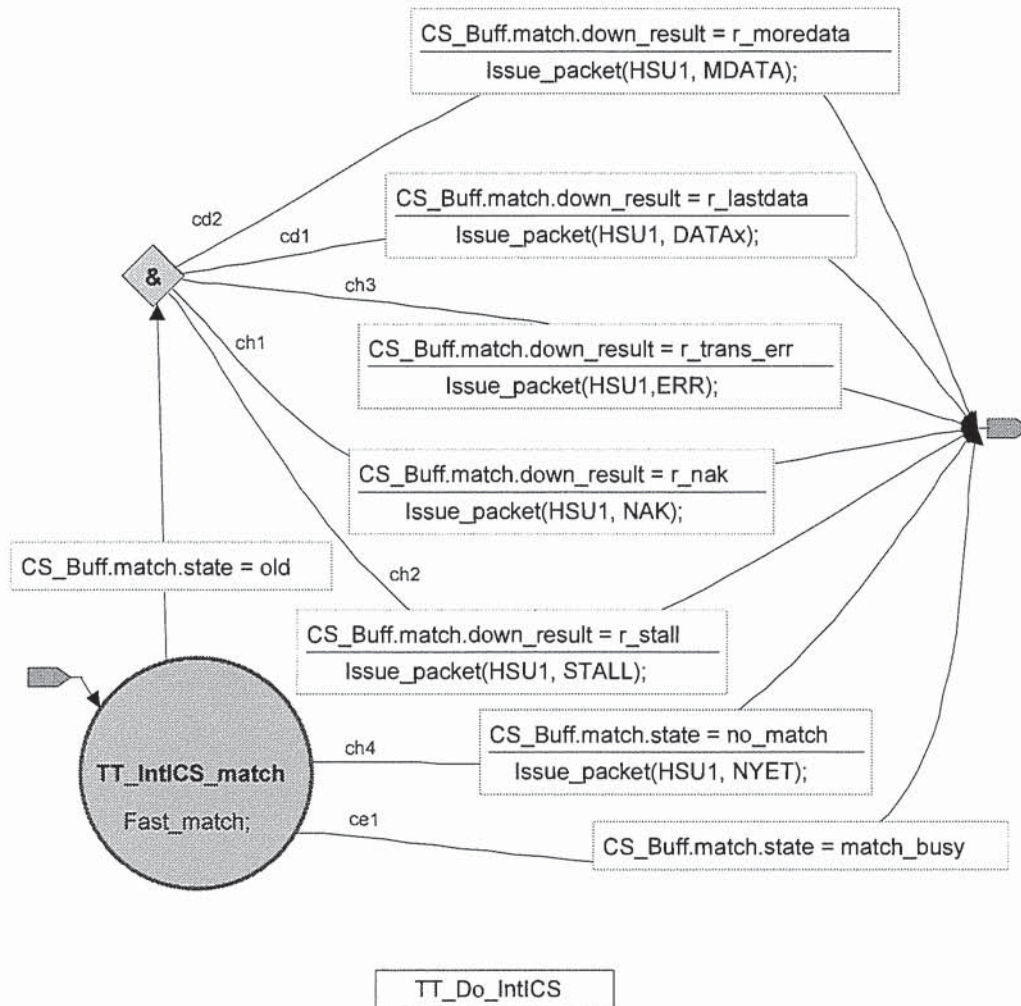 CS_Buff.match.down_result = r_moredata
Issue_packet(HSU1, MDATA);
CS_Buff.match.down_result = r_lastdata
Issue_packet(HSU1, DATAx);
cd2
cd1
&
ch3
CS_Buff.match.down_result = r_trans_err
Issue_packet(HSU1,ERR);
ch1
CS_Buff.match.down_result = r_nak
Issue_packet(HSU1, NAK);
CS_Buff.match.state = old
ch2
CS_Buff.match.down_result = r_stall
Issue_packet(HSU1, STALL);
CS_Buff.match.state = no_match
Issue_packet(HSU1, NYET);
ch4
TT_IntICS_match
Fast_match;
ce1
CS_Buff.match.state = match_busy
TT_Do_IntICS